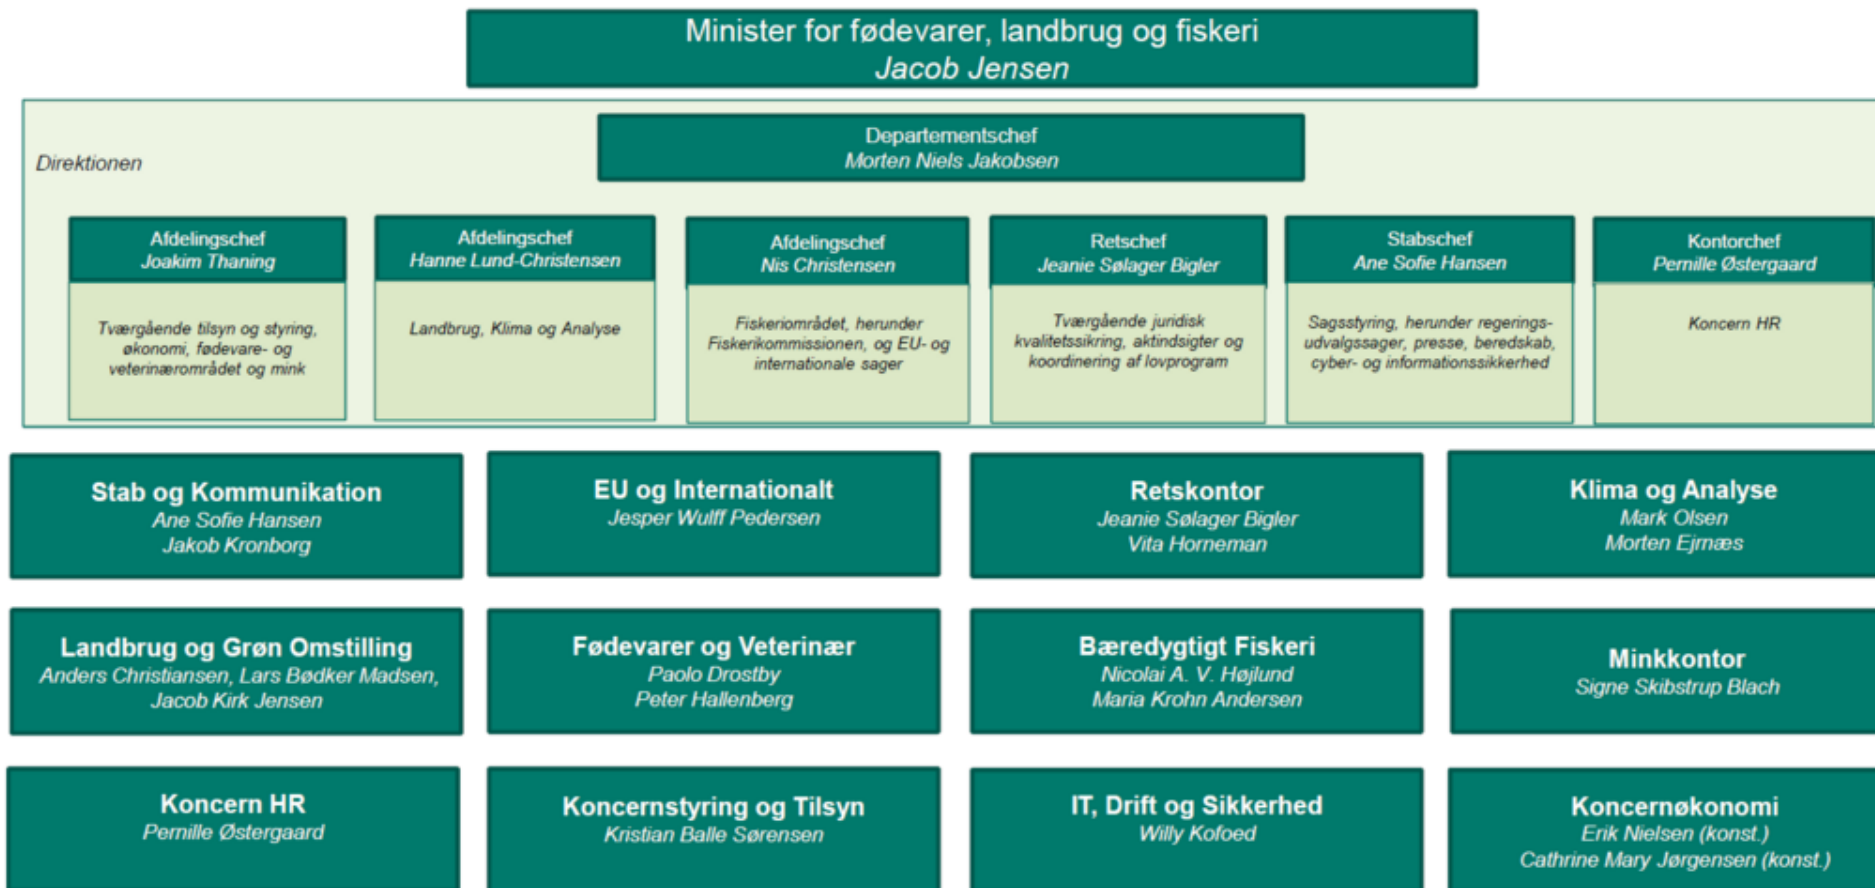 Minister for fødevarer, landbrug og fiskeri
Jacob Jensen
Direktionen
Departementschef
Morten Niels Jakobsen
Afdelingschef
Joakim Thaning
Tværgående tilsyn og styring,
økonomi, fødevare- og
veterinærområdet og mink
Afdelingschef
Hanne Lund-Christensen
Landbrug, Klima og Analyse
Afdelingschef
Nis Christensen
Fiskeriområdet, herunder
Fiskerikommissionen, og EU- og
internationale sager
Retschef
Jeanie Sølager Bigler
Tværgående juridisk
kvalitetssikring, aktindsigter og
koordinering af lovprogram
Stabschef
Ane Sofie Hansen
Sagsstyring, herunder regerings-
udvalgssager, presse, beredskab,
cyber- og informationssikkerhed
Kontorchef
Pernille Østergaard
Koncern HR
Stab og Kommunikation
Ane Sofie Hansen
Jakob Kronborg
EU og Internationalt
Jesper Wulff Pedersen
Retskontor
Jeanie Sølager Bigler
Vita Horneman
Klima og Analyse
Mark Olsen
Morten Ejrnæs
Landbrug og Grøn Omstilling
Anders Christiansen, Lars Bødker Madsen,
Jacob Kirk Jensen
Fødevarer og Veterinær
Paolo Drostby
Peter Hallenberg
Bæredygtigt Fiskeri
Nicolai A. V. Højlund
Maria Krohn Andersen
Minkkontor
Signe Skibstrup Blach
Koncern HR
Pernille Østergaard
Koncernstyring og Tilsyn
Kristian Balle Sørensen
IT, Drift og Sikkerhed
Willy Kofoed
Koncernøkonomi
Erik Nielsen (konst.)
Cathrine Mary Jørgensen (konst.)